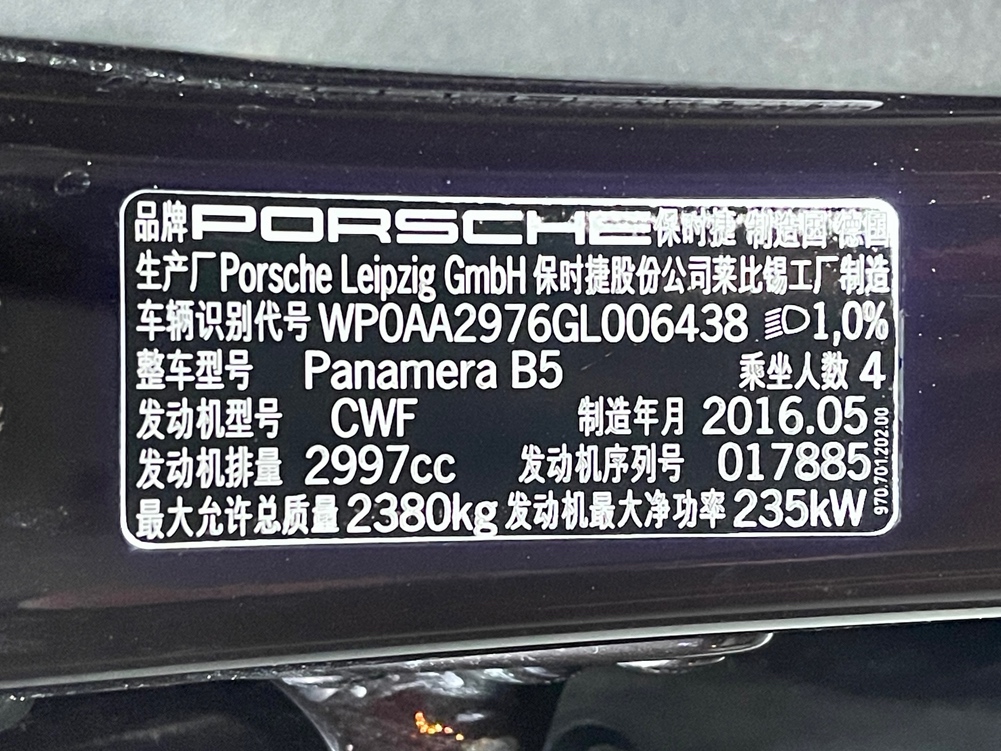 品牌 PORSCHE 保时捷 制造国 德国
生产厂 Porsche Leipzig GmbH 保时捷股份公司莱比锡工厂制造
车辆识别代号 WP0AA2976GL006438 1,0%
整车型号 Panamera B5 乘坐人数 4
发动机型号 CWF 制造年月 2016.05
发动机排量 2997cc 发动机序列号 017885
最大允许总质量 2380kg 发动机最大净功率 235kW
970.701.202.00